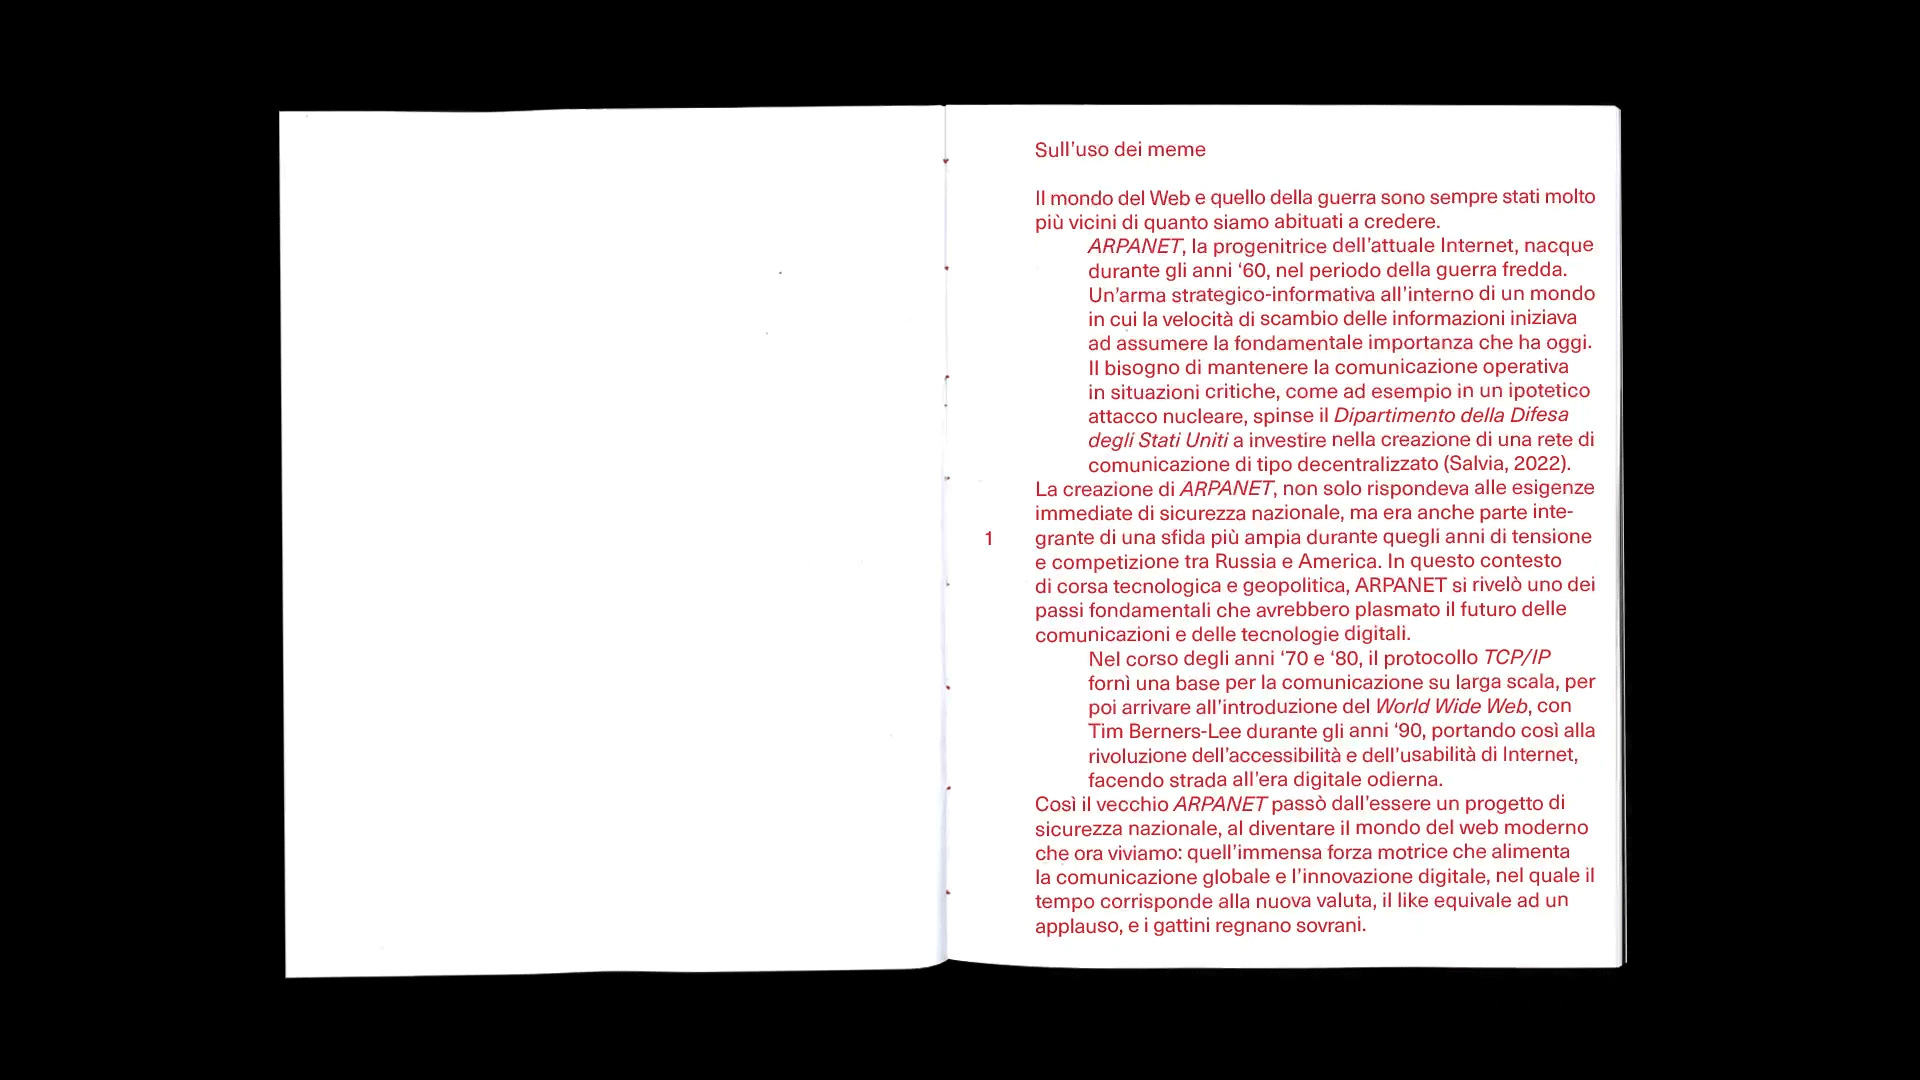 Sull’uso dei meme
Il mondo del Web e quello della guerra sono sempre stati molto
più vicini di quanto siamo abituati a credere.
ARPANET, la progenitrice dell’attuale Internet, nacque
durante gli anni ‘60, nel periodo della guerra fredda.
Un’arma strategico-informativa all’interno di un mondo
in cui la velocità di scambio delle informazioni iniziava
ad assumere la fondamentale importanza che ha oggi.
Il bisogno di mantenere la comunicazione operativa
in situazioni critiche, come ad esempio in un ipotetico
attacco nucleare, spinse il Dipartimento della Difesa
degli Stati Uniti a investire nella creazione di una rete di
comunicazione di tipo decentralizzato (Salvia, 2022).
La creazione di ARPANET, non solo rispondeva alle esigenze
immediate di sicurezza nazionale, ma era anche parte inte-
1
grante di una sfida più ampia durante quegli anni di tensione
e competizione tra Russia e America. In questo contesto
di corsa tecnologica e geopolitica, ARPANET si rivelò uno dei
passi fondamentali che avrebbero plasmato il futuro delle
comunicazioni e delle tecnologie digitali.
Nel corso degli anni ‘70 e ‘80, il protocollo TCP/IP
fornì una base per la comunicazione su larga scala, per
poi arrivare all’introduzione del World Wide Web, con
Tim Berners-Lee durante gli anni ‘90, portando così alla
rivoluzione dell’accessibilità e dell’usabilità di Internet,
facendo strada all’era digitale odierna.
Così il vecchio ARPANET passò dall’essere un progetto di
sicurezza nazionale, al diventare il mondo del web moderno
che ora viviamo: quell’immensa forza motrice che alimenta
la comunicazione globale e l’innovazione digitale, nel quale il
tempo corrisponde alla nuova valuta, il like equivale ad un
applauso, e i gattini regnano sovrani.